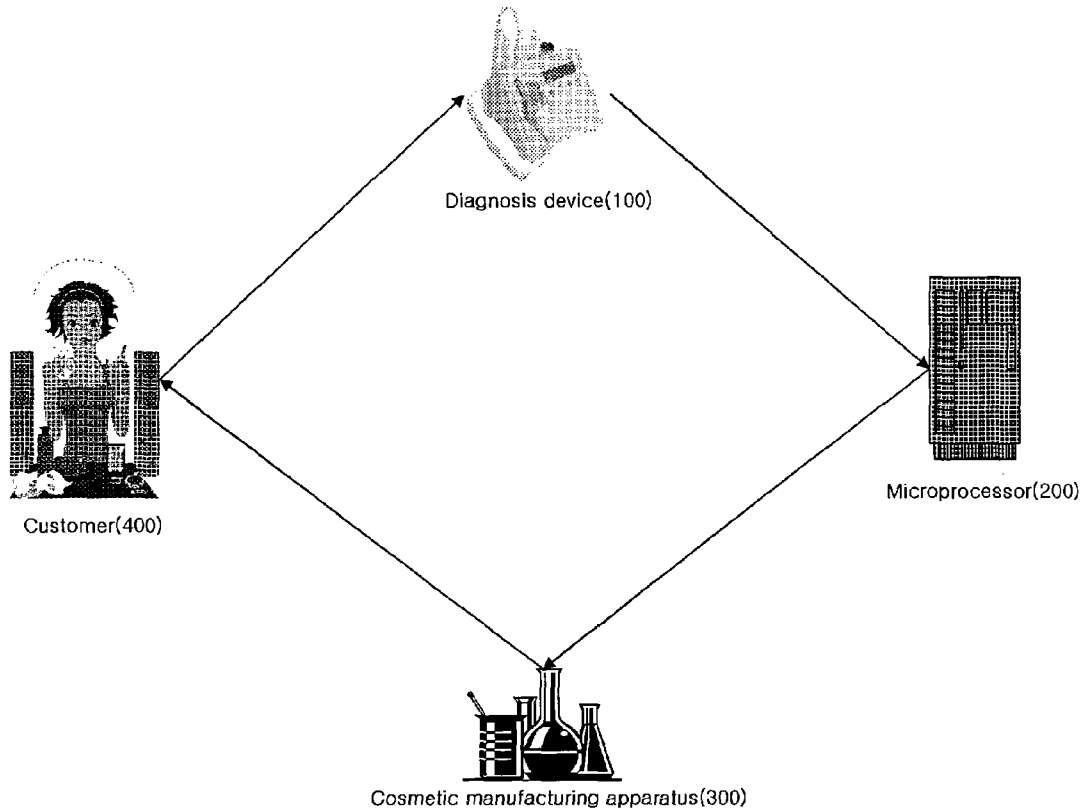 Diagnosis device(100)
Microprocessor(200)
Customer(400)
Cosmetic manufacturing apparatus(300)